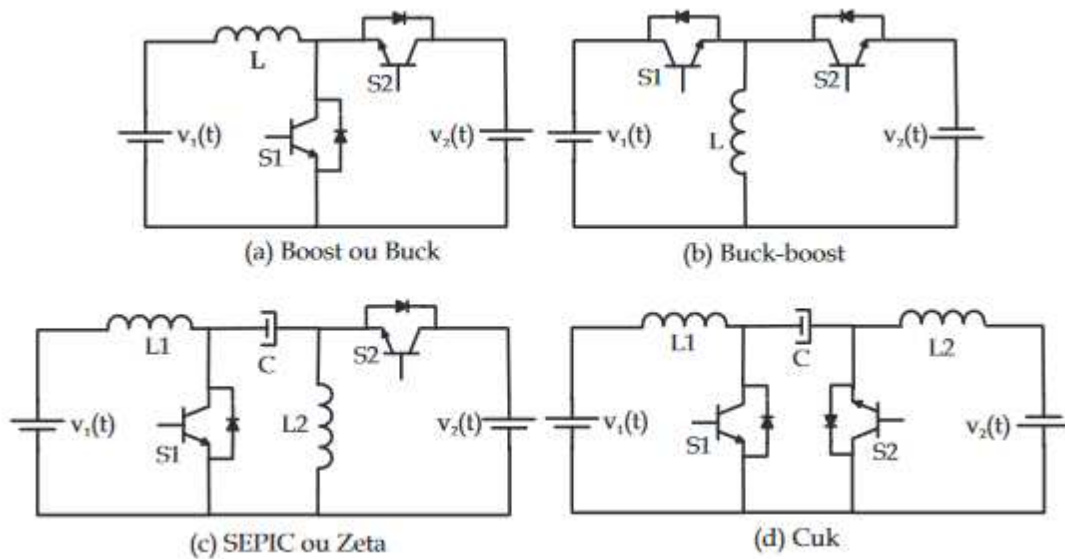 L
S2
v₁(t)
S1
v₂(t)
(a) Boost ou Buck
S1
S2
v₁(t)
L
v₂(t)
(b) Buck-boost
L1
C
S2
v₁(t)
S1
L2
v₂(t)
(c) SEPIC ou Zeta
L1
C
L2
v₁(t)
S1
S2
v₂(t)
(d) Cuk